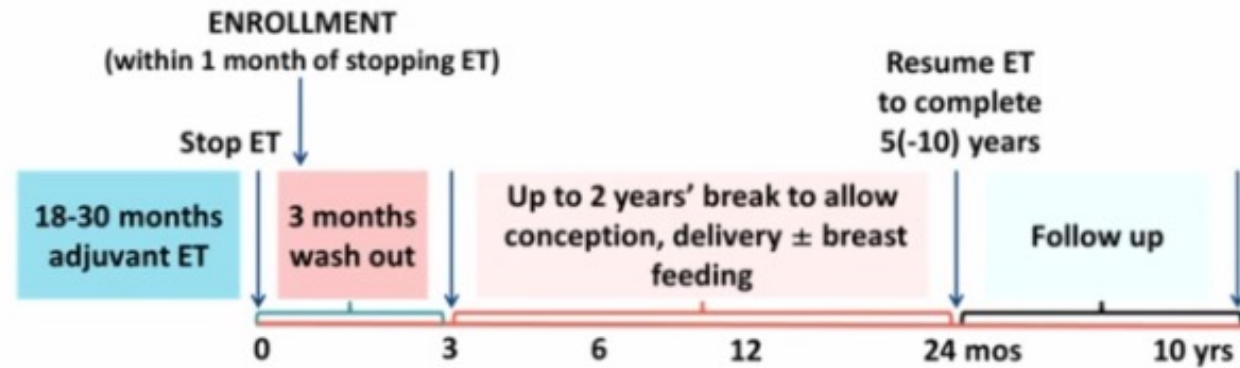 ENROLLMENT
(within 1 month of stopping ET)
Stop ET
Resume ET
to complete
5(-10) years
18-30 months
adjuvant ET
3 months
wash out
Up to 2 years’ break to allow
conception, delivery ± breast
feeding
Follow up
0 3 6 12 24 mos 10 yrs